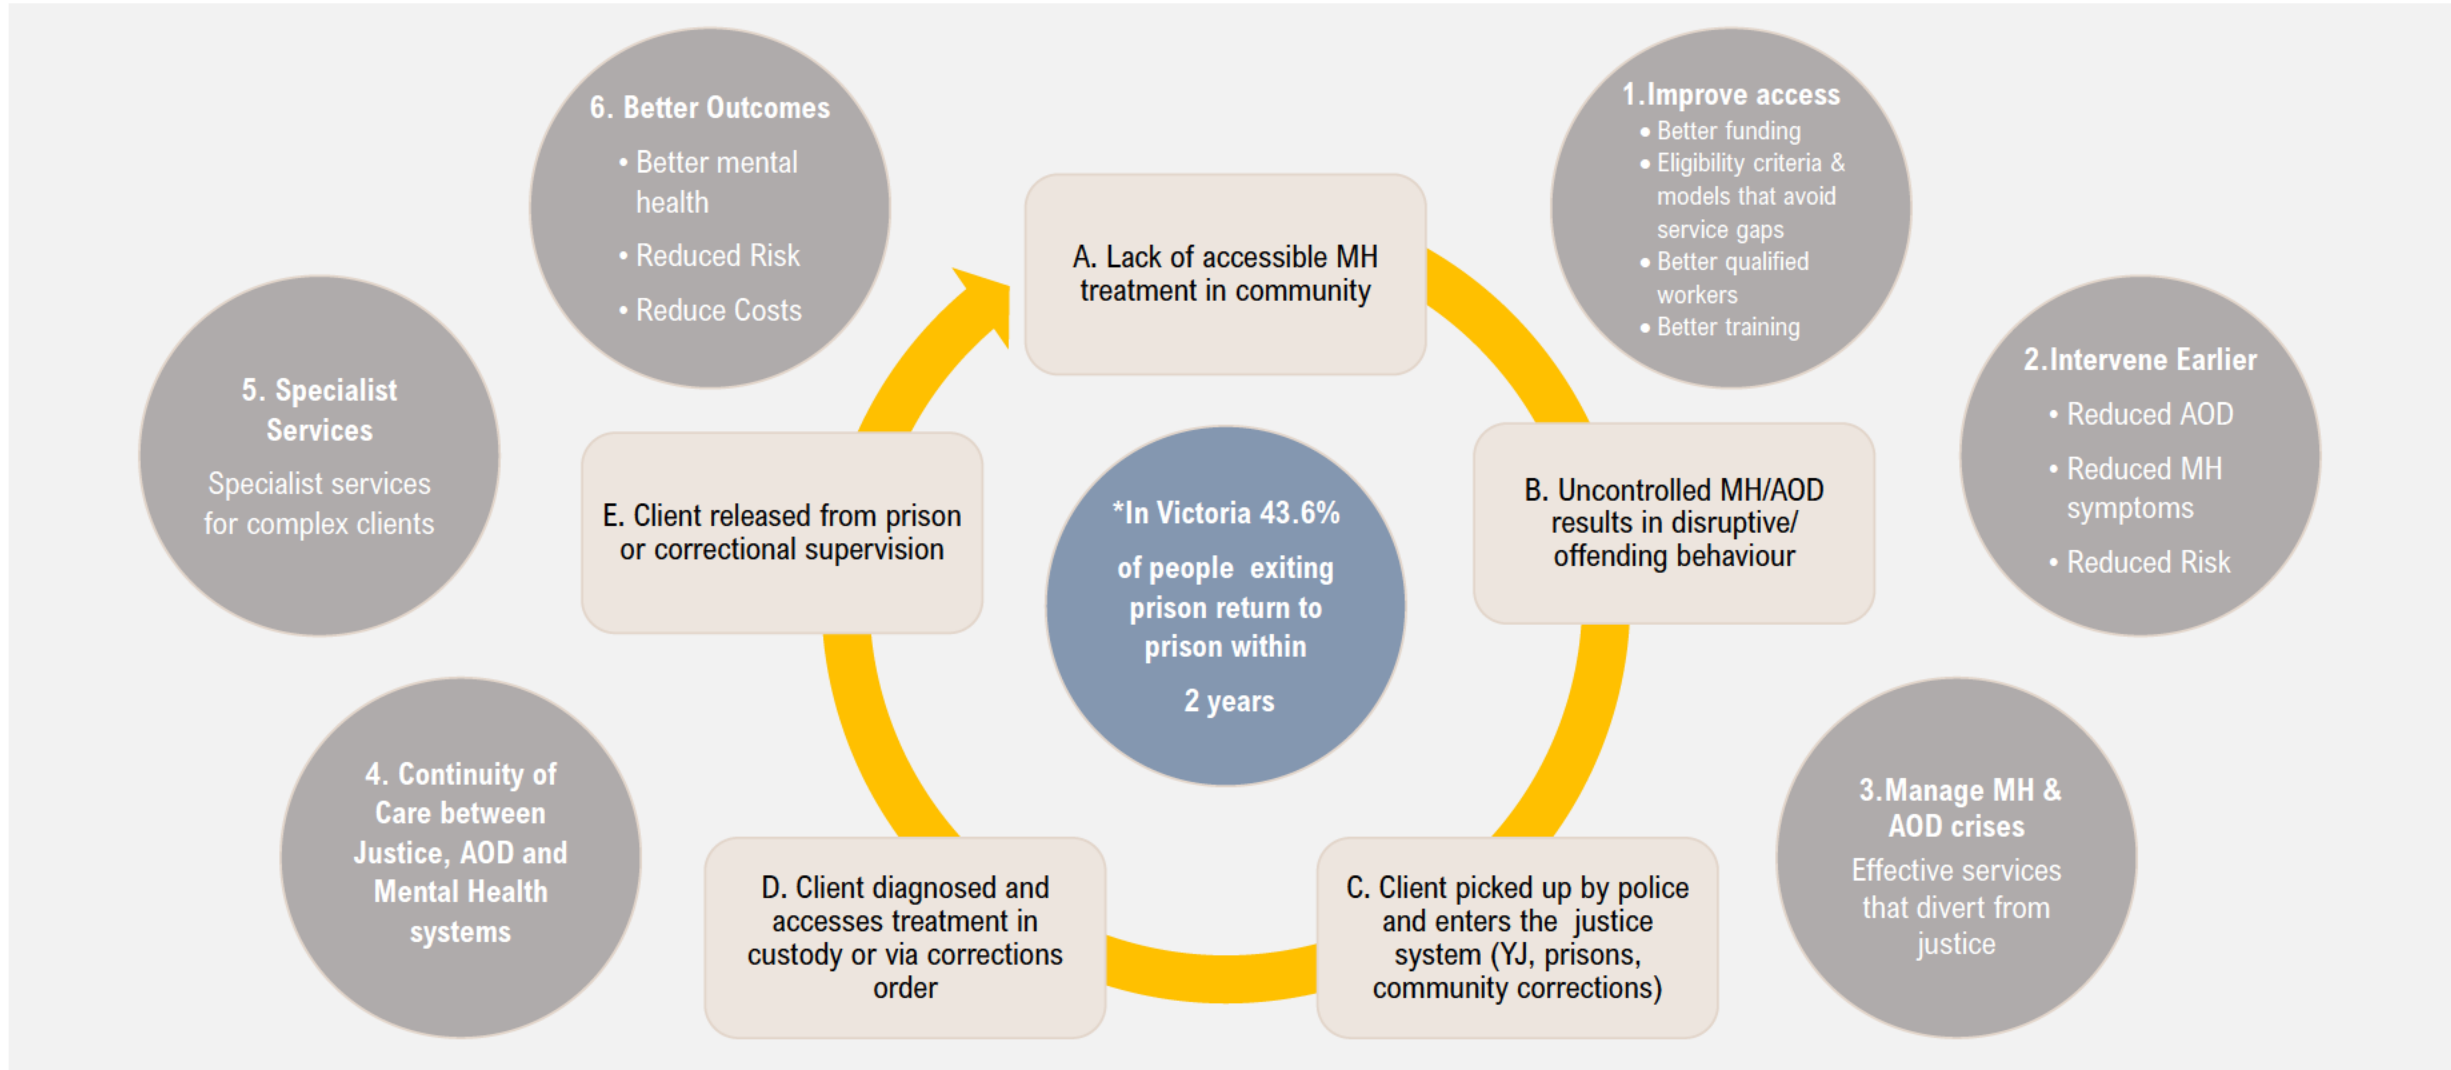 A. Lack of accessible MH
treatment in community
B. Uncontrolled MH/AOD
results in disruptive/
offending behaviour
C. Client picked up by police
and enters the  justice
system (YJ, prisons,
community corrections)
D. Client diagnosed and
accesses treatment in
custody or via corrections
order
E. Client released from prison
or correctional supervision
*In Victoria 43.6%
of people  exiting
prison return to
prison within
2 years
1.Improve access
• Better funding
• Eligibility criteria &
models that avoid
service gaps
• Better qualified
workers
• Better training
2.Intervene Earlier
• Reduced AOD
• Reduced MH
symptoms
• Reduced Risk
3.Manage MH &
AOD crises
Effective services
that divert from
justice
4. Continuity of
Care between
Justice, AOD and
Mental Health
systems
5. Specialist
Services
Specialist services
for complex clients
6. Better Outcomes
• Better mental
health
• Reduced Risk
• Reduce Costs